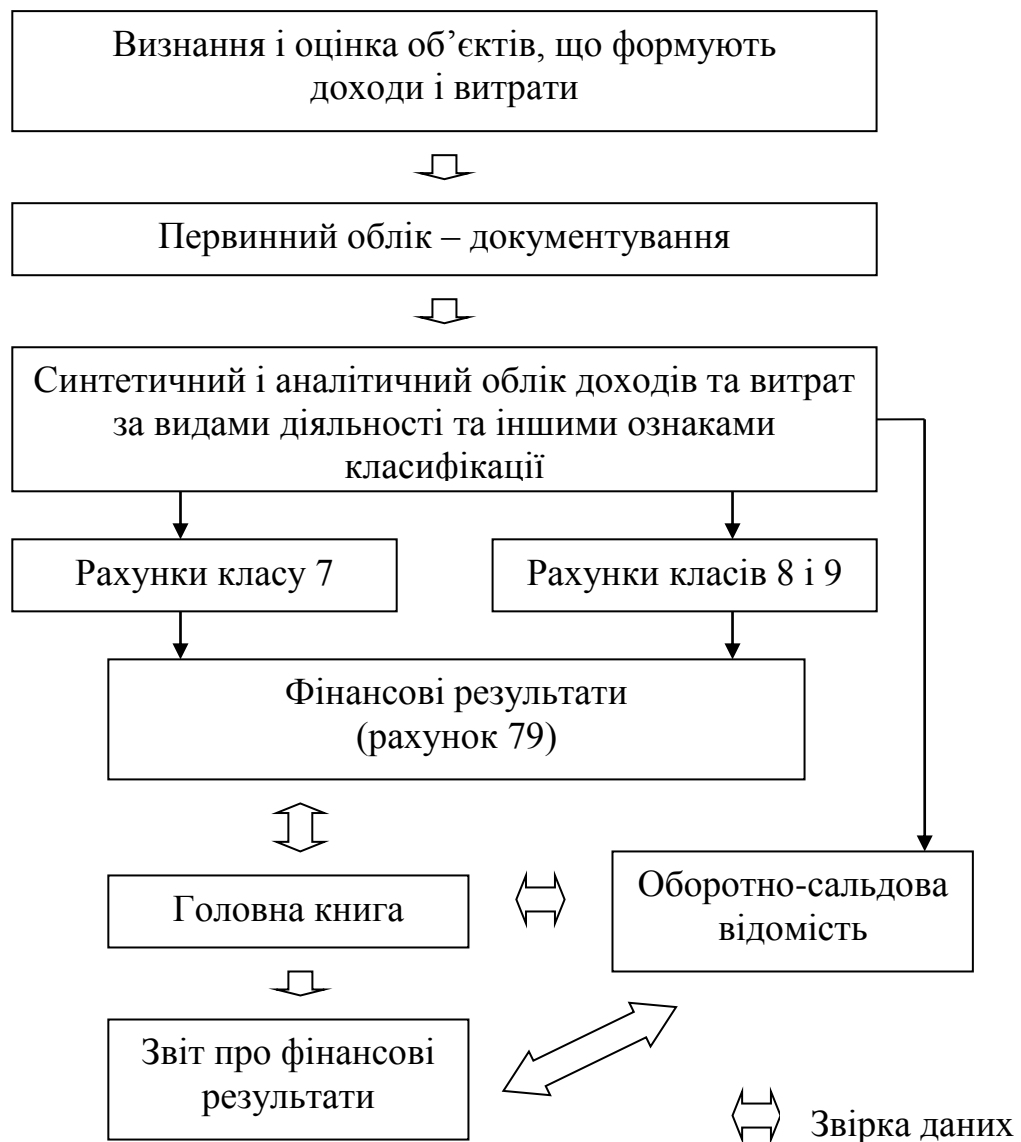 Визнання і оцінка об’єктів, що формують
доходи і витрати
Первинний облік – документування
Синтетичний і аналітичний облік доходів та витрат
за видами діяльності та іншими ознаками
класифікації
Рахунки класу 7
Рахунки класів 8 і 9
Фінансові результати
(рахунок 79)
Головна книга
Оборотно-сальдова
відомість
Звіт про фінансові
результати
Звірка даних